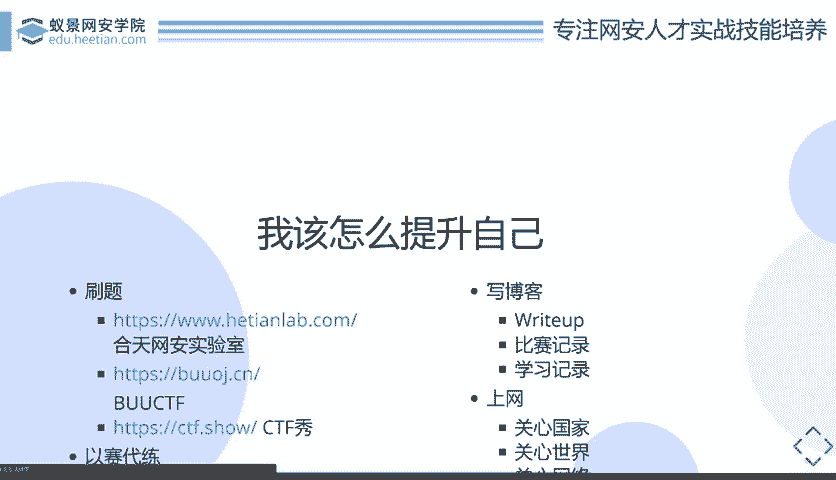 蚁景网安学院
edu.heetian.com
专注网安人才实战技能培养
我该怎么提升自己
刷题
https://www.hetianlab.com/
合天网安实验室
https://buuoj.cn/
BUUCTF
https://ctf.show/ CTF秀
以赛代练
写博客
Writeup
比赛记录
学习记录
上网
关心国家
关心世界